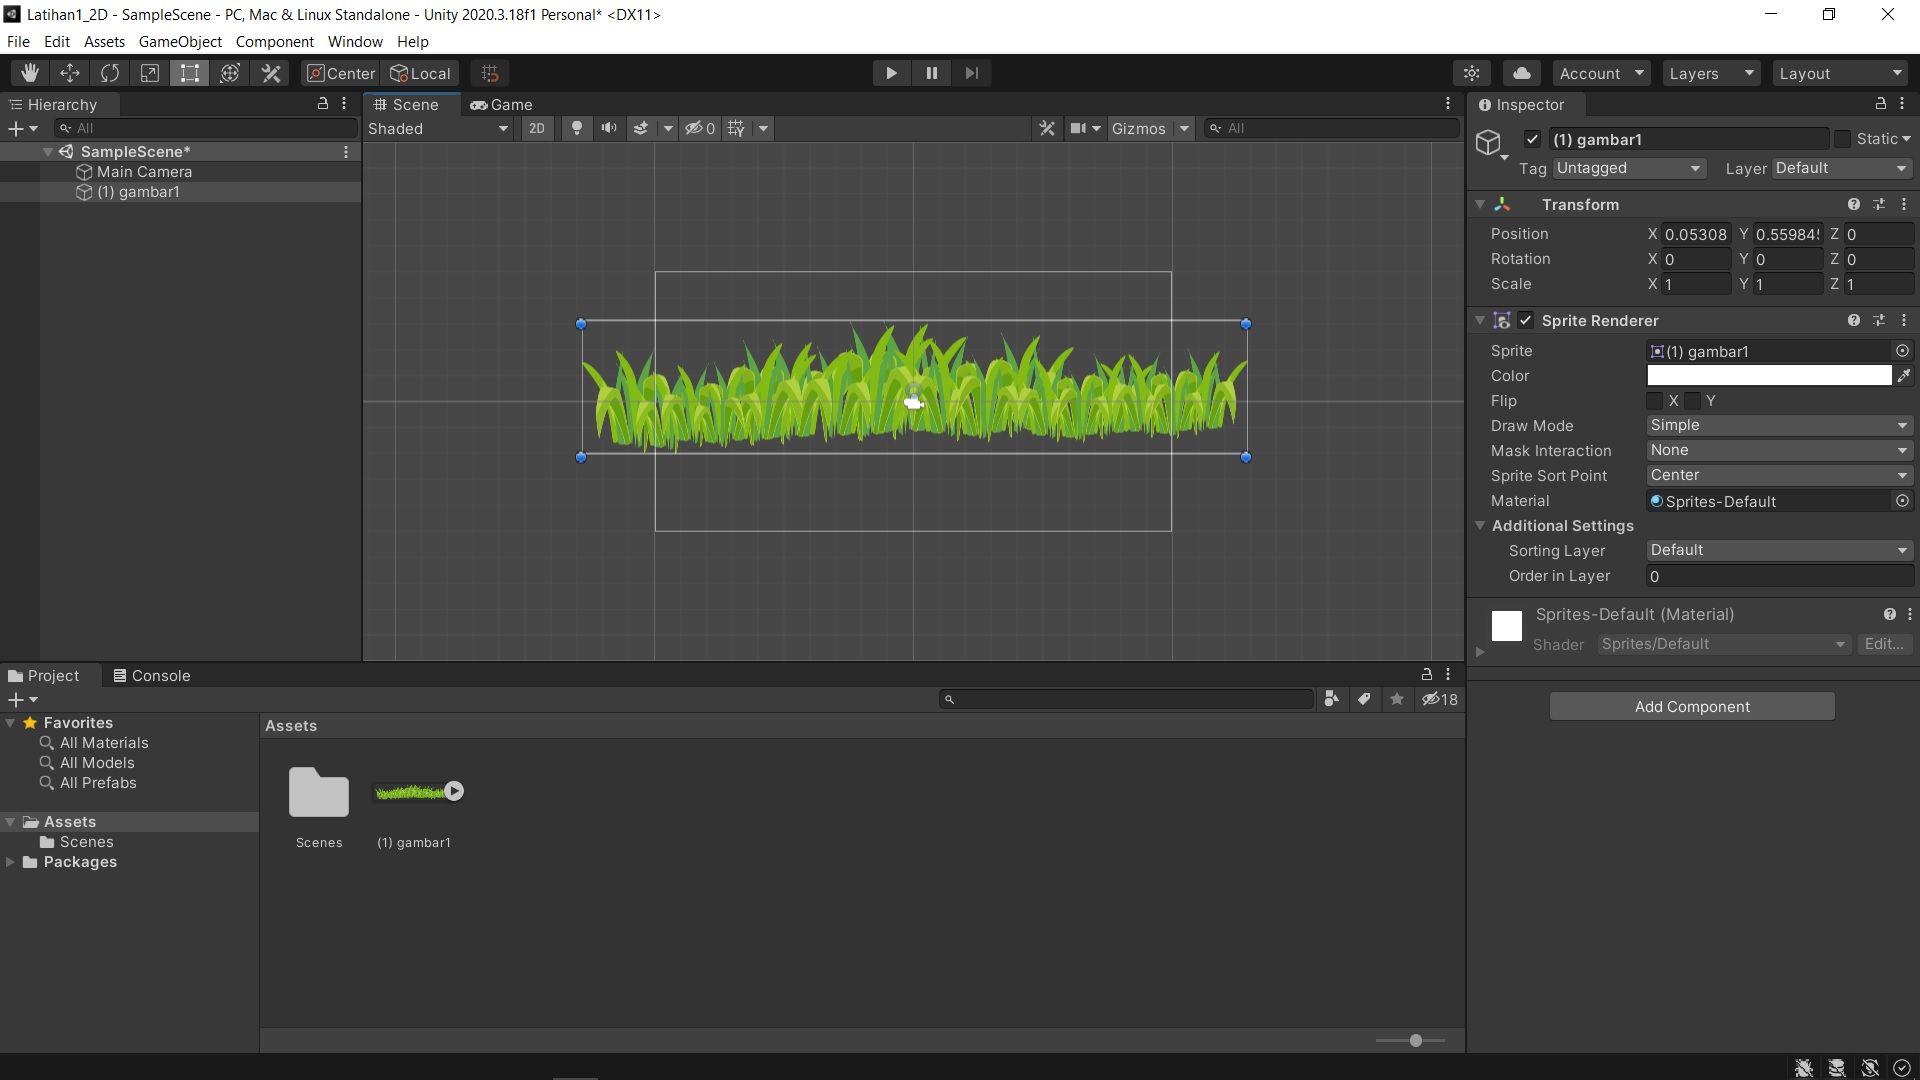 Latihan1_2D - SampleScene - PC, Mac & Linux Standalone - Unity 2020.3.18f1 Personal* <DX11>
File Edit Assets GameObject Component Window Help
Center Local Account Layers Layout
Hierarchy
All
SampleScene*
Main Camera
(1) gambar1
Scene Game
Shaded 2D 0 Gizmos All
Inspector
(1) gambar1 Static
Tag Untagged Layer Default
Transform
Position X 0.05308 Y 0.55984 Z 0
Rotation X 0 Y 0 Z 0
Scale X 1 Y 1 Z 1
Sprite Renderer
Sprite (1) gambar1
Color
Flip X Y
Draw Mode Simple
Mask Interaction None
Sprite Sort Point Center
Material Sprites-Default
Additional Settings
Sorting Layer Default
Order in Layer 0
Sprites-Default (Material)
Shader Sprites/Default Edit...
Add Component
Project Console
18
Favorites
All Materials
All Models
All Prefabs
Assets
Scenes
Packages
Assets
Scenes (1) gambar1